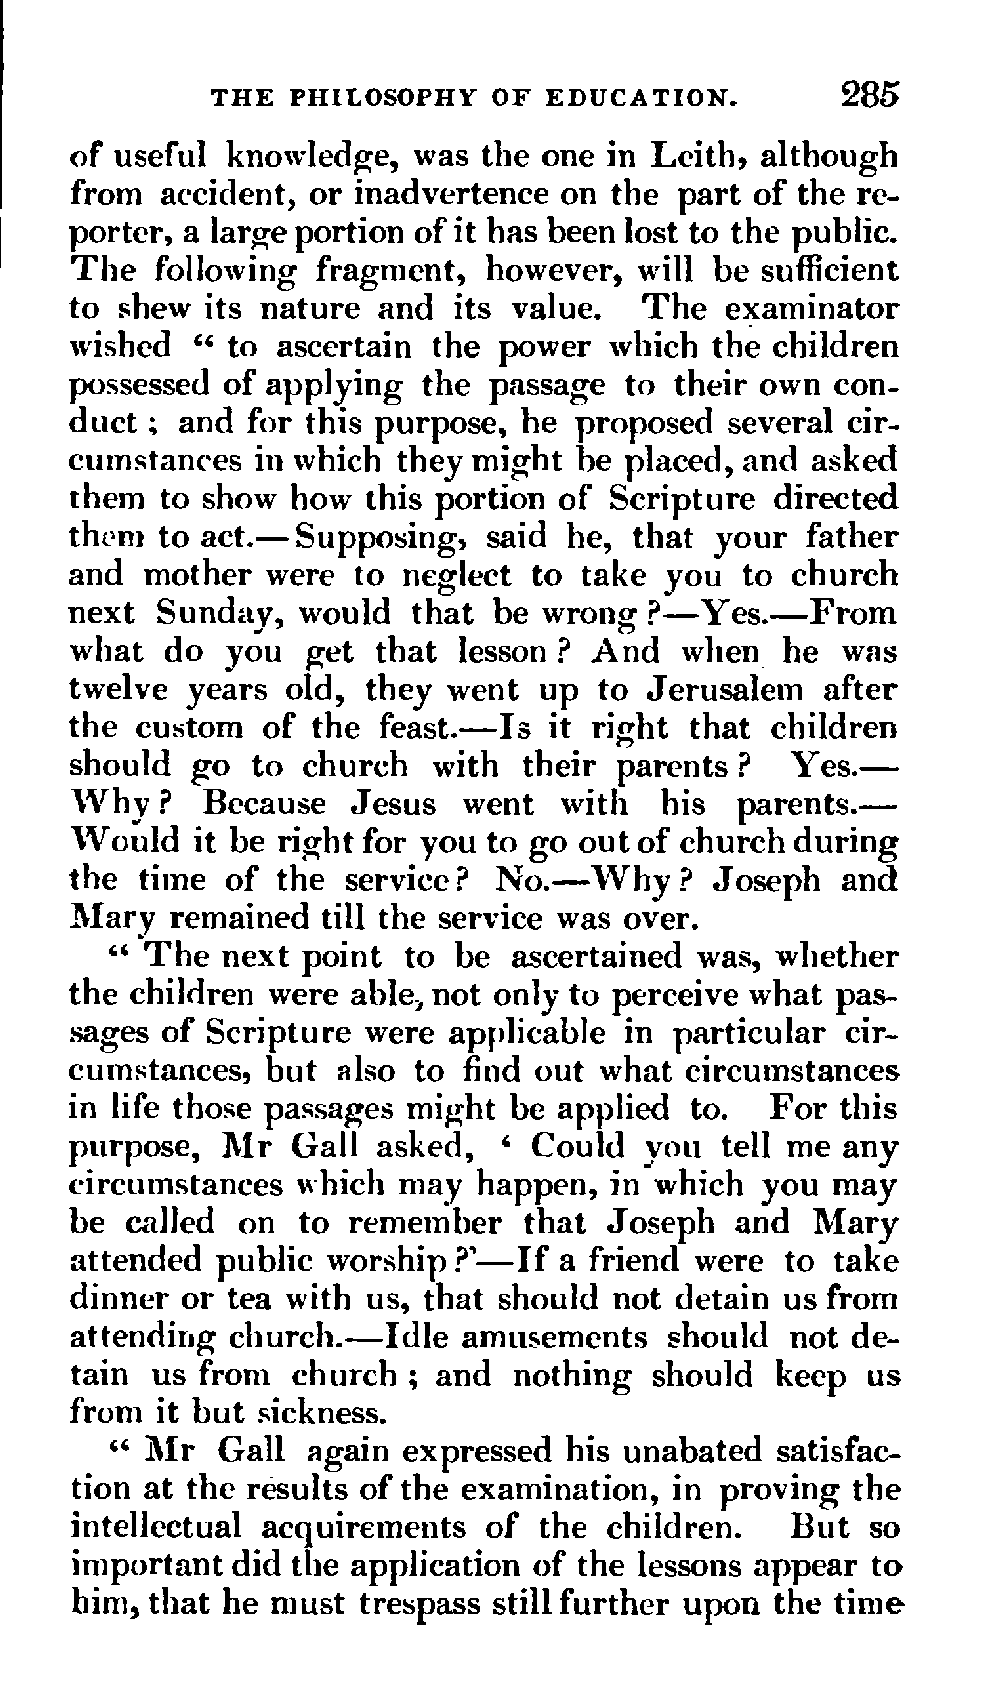 THE PHILOSOPHY OF EDUCATION. 285
of useful knowledge, was the one in Leith, although
from accident, or inadvertence on the part of the re-
porter, a large portion of it has been lost to the public.
The following fragment, however, will be sufficient
to shew its nature and its value. The examinator
wished “ to ascertain the power which the children
possessed of applying the passage to their own con-
duct ; and for this purpose, he proposed several cir-
cumstances in which they might be placed, and asked
them to show how this portion of Scripture directed
them to act.—Supposing, said he, that your father
and mother were to neglect to take you to church
next Sunday, would that be wrong ?—Yes.—From
what do you get that lesson ? And when he was
twelve years old, they went up to Jerusalem after
the custom of the feast.—Is it right that children
should go to church with their parents ? Yes.—
Why ? Because Jesus went with his parents.—
Would it be right for you to go out of church during
the time of the service? No.—Why ? Joseph and
Mary remained till the service was over.
“ The next point to be ascertained was, whether
the children were able, not only to perceive what pas-
sages of Scripture were applicable in particular cir-
cumstances, but also to find out what circumstances
in life those passages might be applied to. For this
purpose, Mr Gall asked, ‘ Could you tell me any
circumstances which may happen, in which you may
be called on to remember that Joseph and Mary
attended public worship ?’—If a friend were to take
dinner or tea with us, that should not detain us from
attending church.—Idle amusements should not de-
tain us from church ; and nothing should keep us
from it but sickness.
“ Mr Gall again expressed his unabated satisfac-
tion at the results of the examination, in proving the
intellectual acquirements of the children. But so
important did the application of the lessons appear to
him, that he must trespass still further upon the time